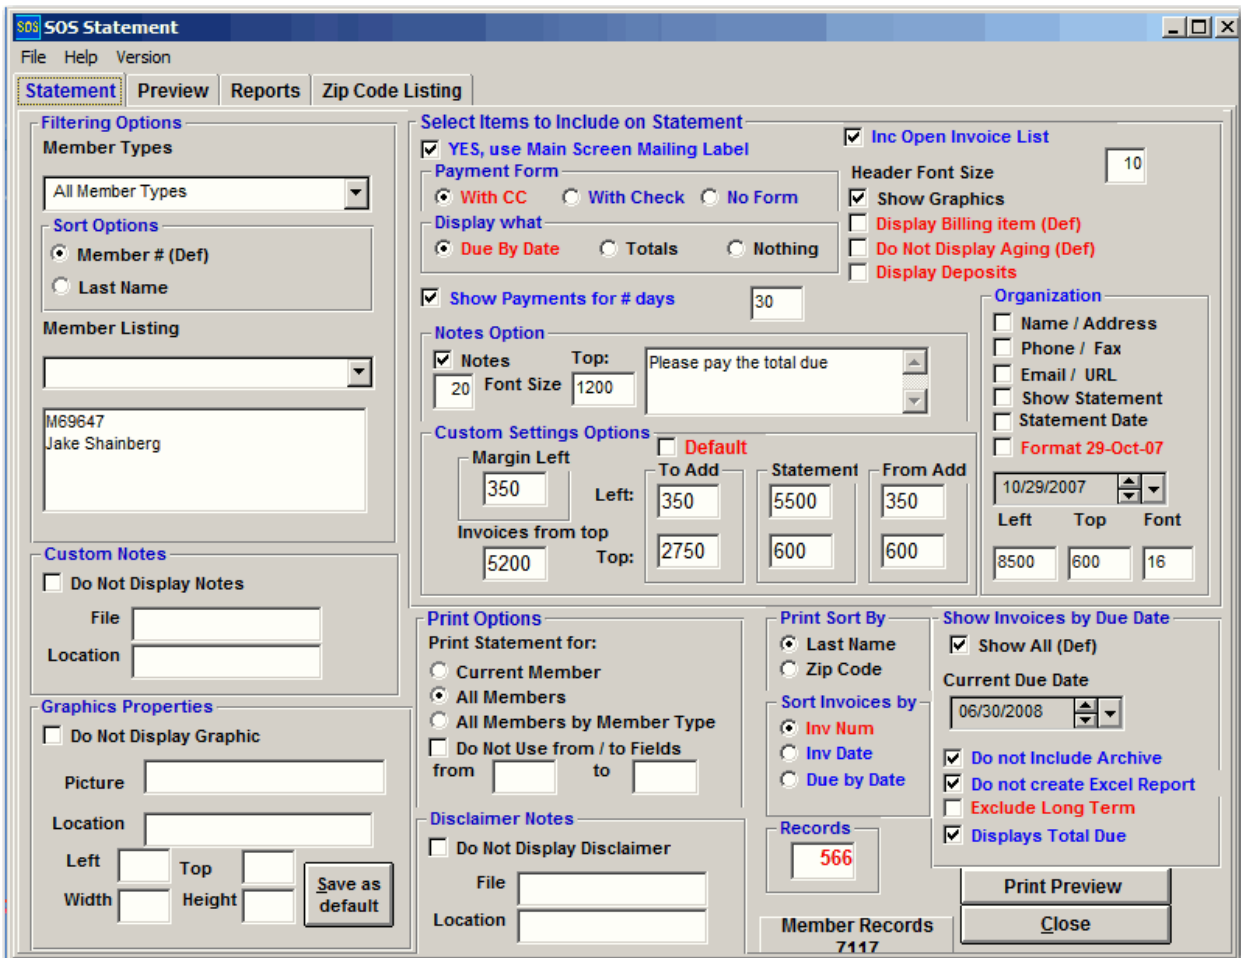 SOS SOS Statement
File Help Version
Statement Preview Reports Zip Code Listing
Filtering Options
Member Types
All Member Types
Sort Options
Member # (Def)
Last Name
Member Listing
M69647
Jake Shainberg
Custom Notes
Do Not Display Notes
File
Location
Graphics Properties
Do Not Display Graphic
Picture
Location
Left Top
Width Height
Save as
default
Select Items to Include on Statement
YES, use Main Screen Mailing Label
Payment Form
With CC With Check No Form
Display what
Due By Date Totals Nothing
Show Payments for # days 30
Inc Open Invoice List
Header Font Size 10
Show Graphics
Display Billing item (Def)
Do Not Display Aging (Def)
Display Deposits
Notes Option
Notes Top:
20 Font Size 1200
Please pay the total due
Custom Settings Options Default
Margin Left To Add Statement From Add
350 Left: 350 5500 350
Invoices from top
5200 Top: 2750 600 600
Organization
Name / Address
Phone / Fax
Email / URL
Show Statement
Statement Date
Format 29-Oct-07
10/29/2007
Left Top Font
8500 600 16
Print Options
Print Statement for:
Current Member
All Members
All Members by Member Type
Do Not Use from / to Fields
from to
Disclaimer Notes
Do Not Display Disclaimer
File
Location
Print Sort By
Last Name
Zip Code
Sort Invoices by
Inv Num
Inv Date
Due by Date
Records
566
Member Records
7117
Show Invoices by Due Date
Show All (Def)
Current Due Date
06/30/2008
Do not Include Archive
Do not create Excel Report
Exclude Long Term
Displays Total Due
Print Preview
Close